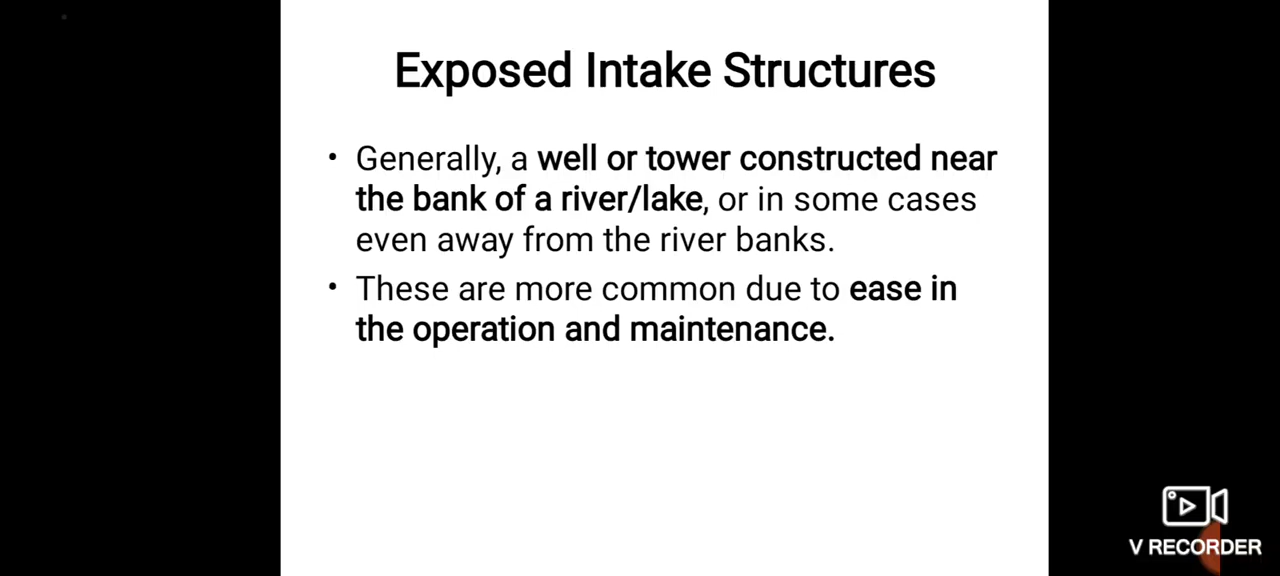 Exposed Intake Structures
• Generally, a well or tower constructed near
the bank of a river/lake, or in some cases
even away from the river banks.
• These are more common due to ease in
the operation and maintenance.
V RECORDER